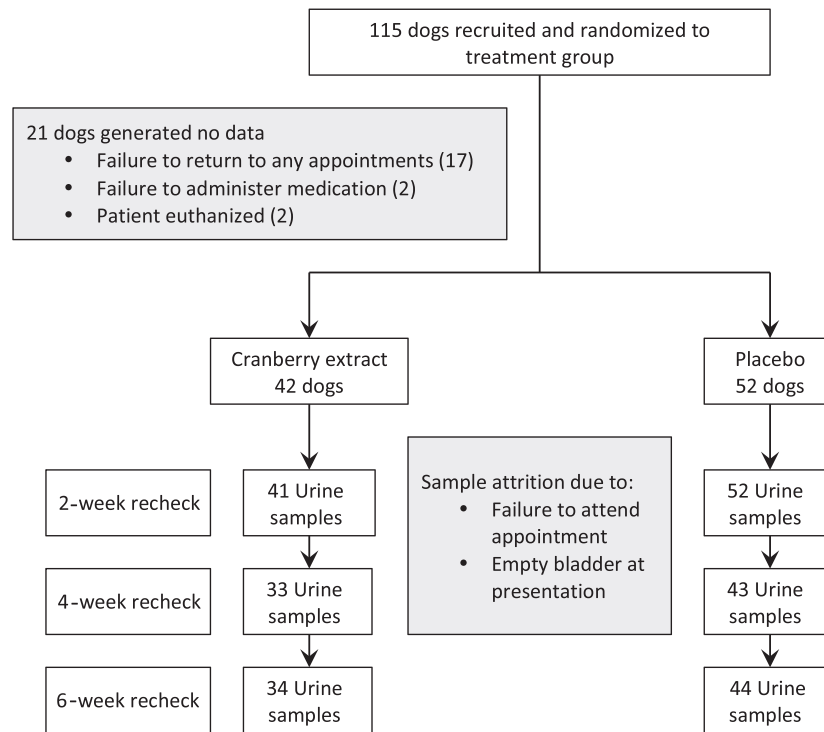 115 dogs recruited and randomized to
treatment group
21 dogs generated no data
• Failure to return to any appointments (17)
• Failure to administer medication (2)
• Patient euthanized (2)
Cranberry extract
42 dogs
Placebo
52 dogs
2-week recheck
41 Urine
samples
Sample attrition due to:
• Failure to attend
appointment
• Empty bladder at
presentation
52 Urine
samples
4-week recheck
33 Urine
samples
43 Urine
samples
6-week recheck
34 Urine
samples
44 Urine
samples